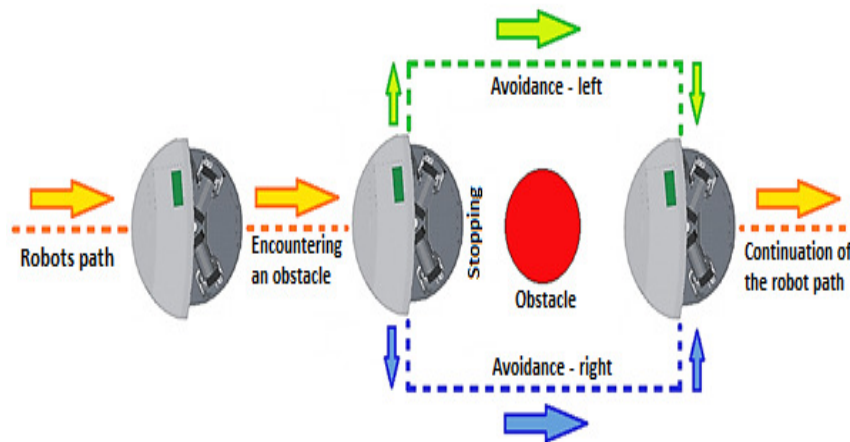 Avoidance - left
Robots path
Encountering
an obstacle
Stopping
Obstacle
Continuation of
the robot path
Avoidance - right